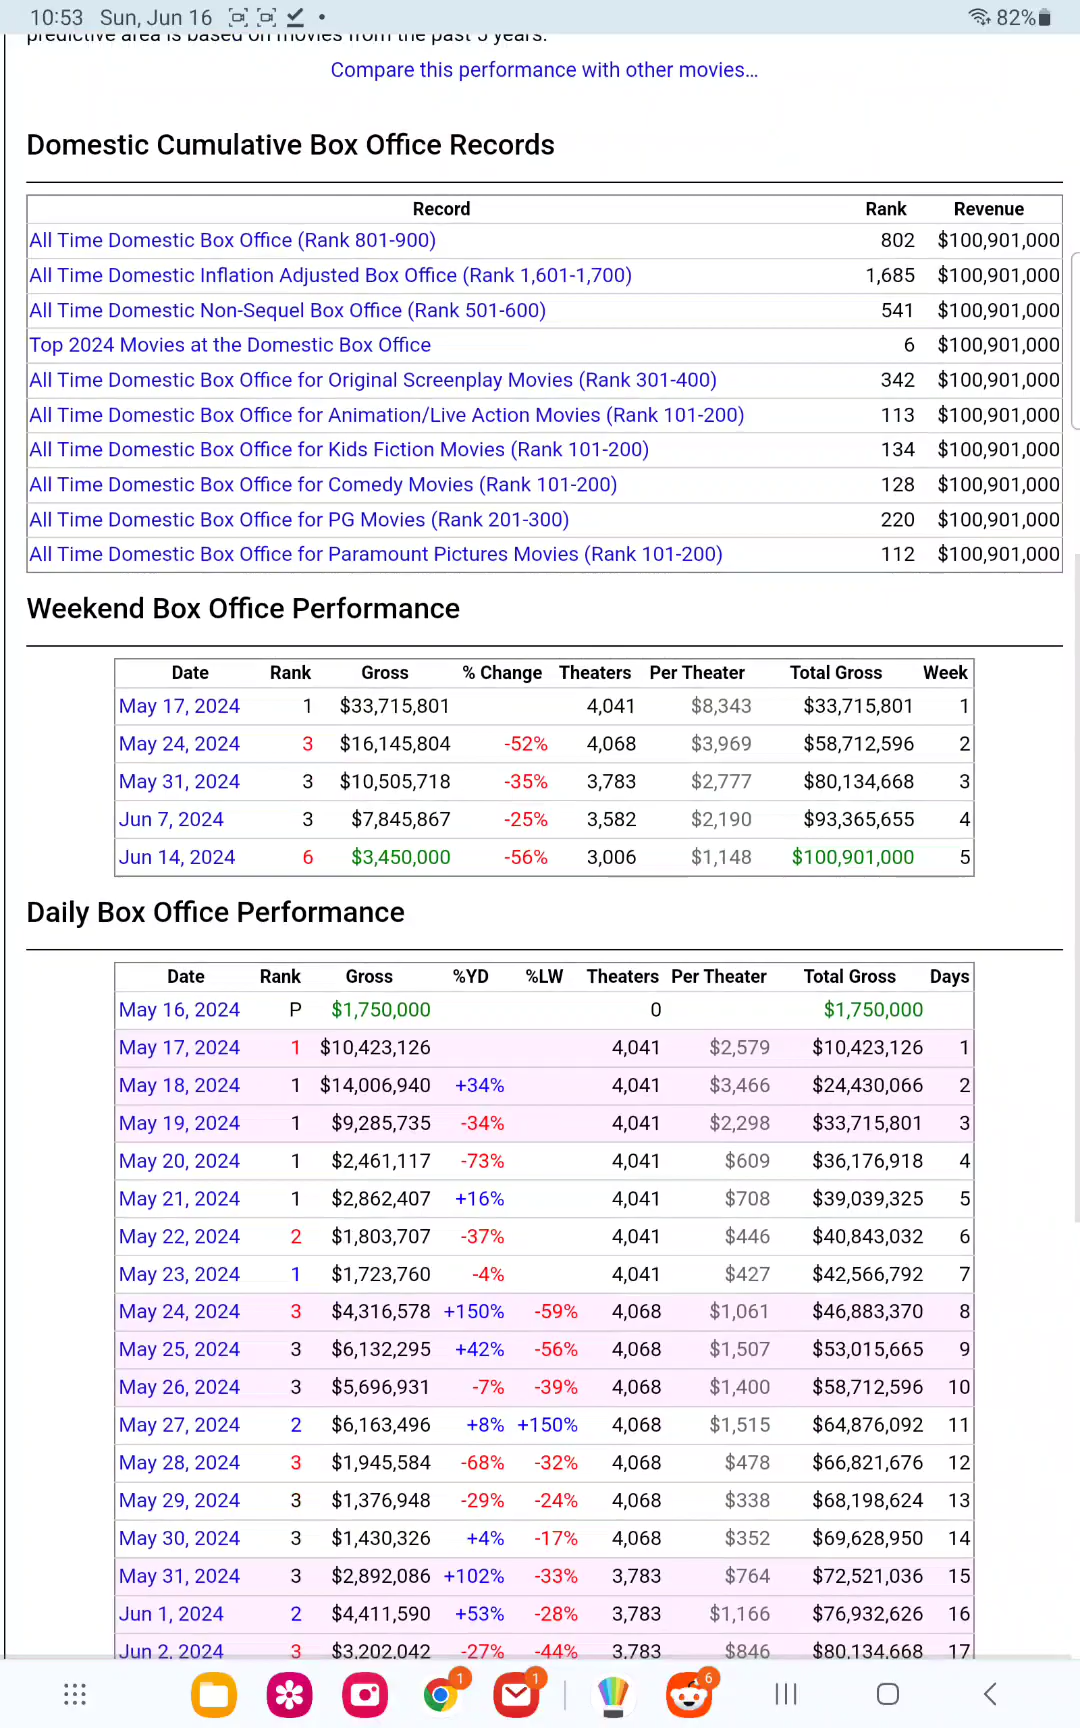 10:53 Sun, Jun 16 82%
predictive area is based on movies from the past 5 years.
Compare this performance with other movies...
Domestic Cumulative Box Office Records
Record Rank Revenue
All Time Domestic Box Office (Rank 801-900) 802 $100,901,000
All Time Domestic Inflation Adjusted Box Office (Rank 1,601-1,700) 1,685 $100,901,000
All Time Domestic Non-Sequel Box Office (Rank 501-600) 541 $100,901,000
Top 2024 Movies at the Domestic Box Office 6 $100,901,000
All Time Domestic Box Office for Original Screenplay Movies (Rank 301-400) 342 $100,901,000
All Time Domestic Box Office for Animation/Live Action Movies (Rank 101-200) 113 $100,901,000
All Time Domestic Box Office for Kids Fiction Movies (Rank 101-200) 134 $100,901,000
All Time Domestic Box Office for Comedy Movies (Rank 101-200) 128 $100,901,000
All Time Domestic Box Office for PG Movies (Rank 201-300) 220 $100,901,000
All Time Domestic Box Office for Paramount Pictures Movies (Rank 101-200) 112 $100,901,000
Weekend Box Office Performance
Date Rank Gross % Change Theaters Per Theater Total Gross Week
May 17, 2024 1 $33,715,801 4,041 $8,343 $33,715,801 1
May 24, 2024 3 $16,145,804 -52% 4,068 $3,969 $58,712,596 2
May 31, 2024 3 $10,505,718 -35% 3,783 $2,777 $80,134,668 3
Jun 7, 2024 3 $7,845,867 -25% 3,582 $2,190 $93,365,655 4
Jun 14, 2024 6 $3,450,000 -56% 3,006 $1,148 $100,901,000 5
Daily Box Office Performance
Date Rank Gross %YD %LW Theaters Per Theater Total Gross Days
May 16, 2024 P $1,750,000 0 $1,750,000
May 17, 2024 1 $10,423,126 4,041 $2,579 $10,423,126 1
May 18, 2024 1 $14,006,940 +34% 4,041 $3,466 $24,430,066 2
May 19, 2024 1 $9,285,735 -34% 4,041 $2,298 $33,715,801 3
May 20, 2024 1 $2,461,117 -73% 4,041 $609 $36,176,918 4
May 21, 2024 1 $2,862,407 +16% 4,041 $708 $39,039,325 5
May 22, 2024 2 $1,803,707 -37% 4,041 $446 $40,843,032 6
May 23, 2024 1 $1,723,760 -4% 4,041 $427 $42,566,792 7
May 24, 2024 3 $4,316,578 +150% -59% 4,068 $1,061 $46,883,370 8
May 25, 2024 3 $6,132,295 +42% -56% 4,068 $1,507 $53,015,665 9
May 26, 2024 3 $5,696,931 -7% -39% 4,068 $1,400 $58,712,596 10
May 27, 2024 2 $6,163,496 +8% +150% 4,068 $1,515 $64,876,092 11
May 28, 2024 3 $1,945,584 -68% -32% 4,068 $478 $66,821,676 12
May 29, 2024 3 $1,376,948 -29% -24% 4,068 $338 $68,198,624 13
May 30, 2024 3 $1,430,326 +4% -17% 4,068 $352 $69,628,950 14
May 31, 2024 3 $2,892,086 +102% -33% 3,783 $764 $72,521,036 15
Jun 1, 2024 2 $4,411,590 +53% -28% 3,783 $1,166 $76,932,626 16
Jun 2, 2024 3 $3,202,042 -27% -44% 3,783 $846 $80,134,668 17
1 1 6